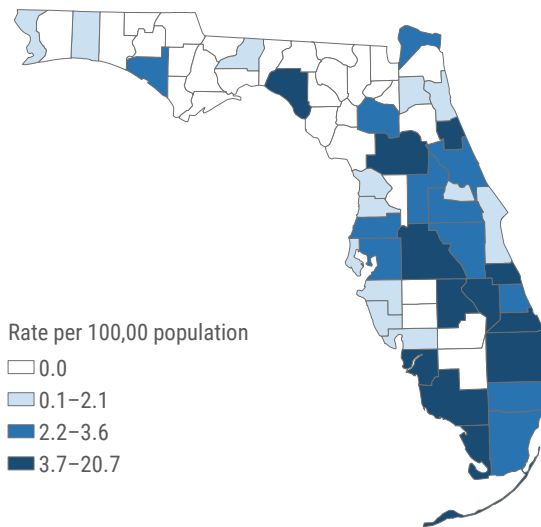 Rate per 100,00 population
0.0
0.1–2.1
2.2–3.6
3.7–20.7